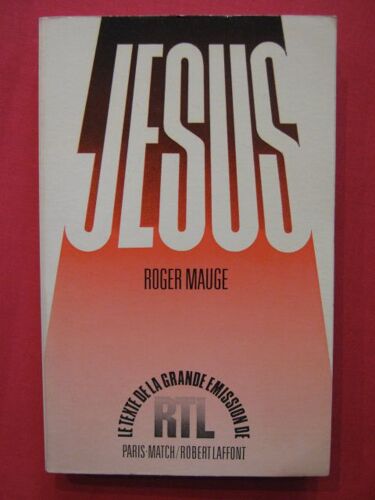 JESUS
ROGER MAUGE
LE TEXTE DE LA GRANDE EMISSION DE
RTL
PARIS-MATCH/ROBERT LAFFONT